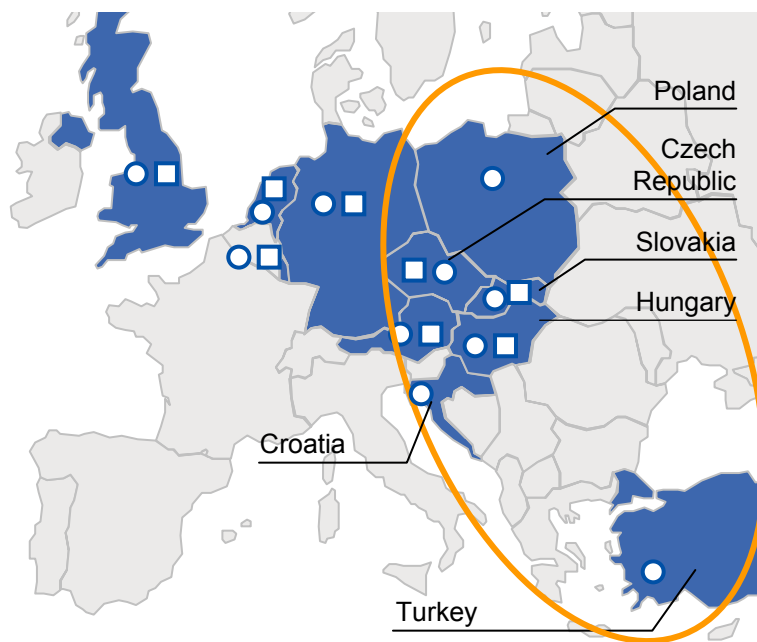 Poland
Czech
Republic
Slovakia
Hungary
Croatia
Turkey